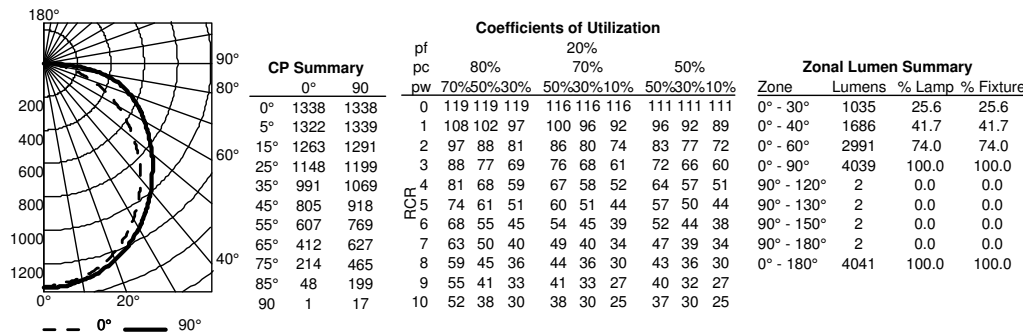 180°
90°
80°
60°
40°
200
400
600
800
1000
1200
0° 20°
0° 90°
CP Summary
0° 90
0° 1338 1338
5° 1322 1339
15° 1263 1291
25° 1148 1199
35° 991 1069
45° 805 918
55° 607 769
65° 412 627
75° 214 465
85° 48 199
90 1 17
Coefficients of Utilization
pf 20%
pc 80% 70% 50%
pw 70%50%30% 50%30%10% 50%30%10%
RCR
0 119 119 119 116 116 116 111 111 111
1 108 102 97 100 96 92 96 92 89
2 97 88 81 86 80 74 83 77 72
3 88 77 69 76 68 61 72 66 60
4 81 68 59 67 58 52 64 57 51
5 74 61 51 60 51 44 57 50 44
6 68 55 45 54 45 39 52 44 38
7 63 50 40 49 40 34 47 39 34
8 59 45 36 44 36 30 43 36 30
9 55 41 33 41 33 27 40 32 27
10 52 38 30 38 30 25 37 30 25
Zonal Lumen Summary
Zone Lumens % Lamp % Fixture
0° - 30° 1035 25.6 25.6
0° - 40° 1686 41.7 41.7
0° - 60° 2991 74.0 74.0
0° - 90° 4039 100.0 100.0
90° - 120° 2 0.0 0.0
90° - 130° 2 0.0 0.0
90° - 150° 2 0.0 0.0
90° - 180° 2 0.0 0.0
0° - 180° 4041 100.0 100.0